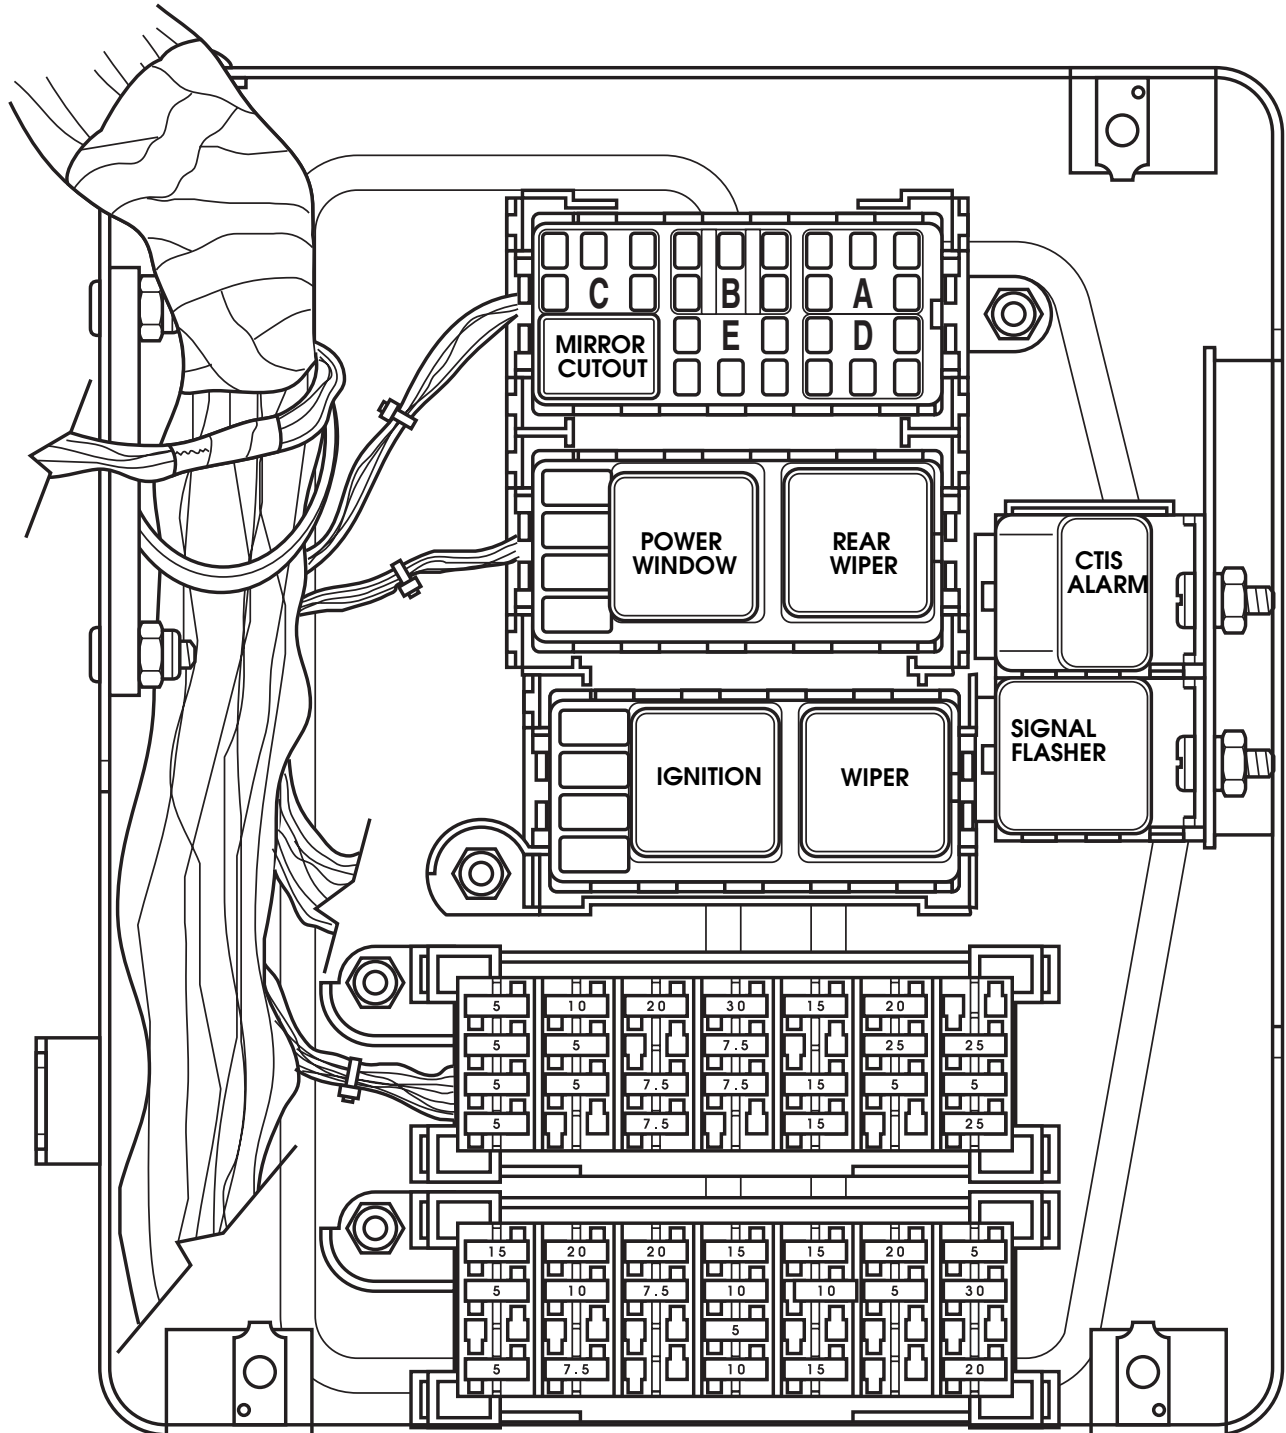 C B A
MIRROR
CUTOUT
E D
POWER
WINDOW
REAR
WIPER
CTIS
ALARM
SIGNAL
FLASHER
IGNITION
WIPER
5 10 20 30 15 20
5 5 7.5 25 25
5 5 7.5 7.5 15 5 5
5 7.5 15 25
15 20 20 15 15 20 5
5 10 7.5 10 10 5 30
5
5 7.5 10 15 20